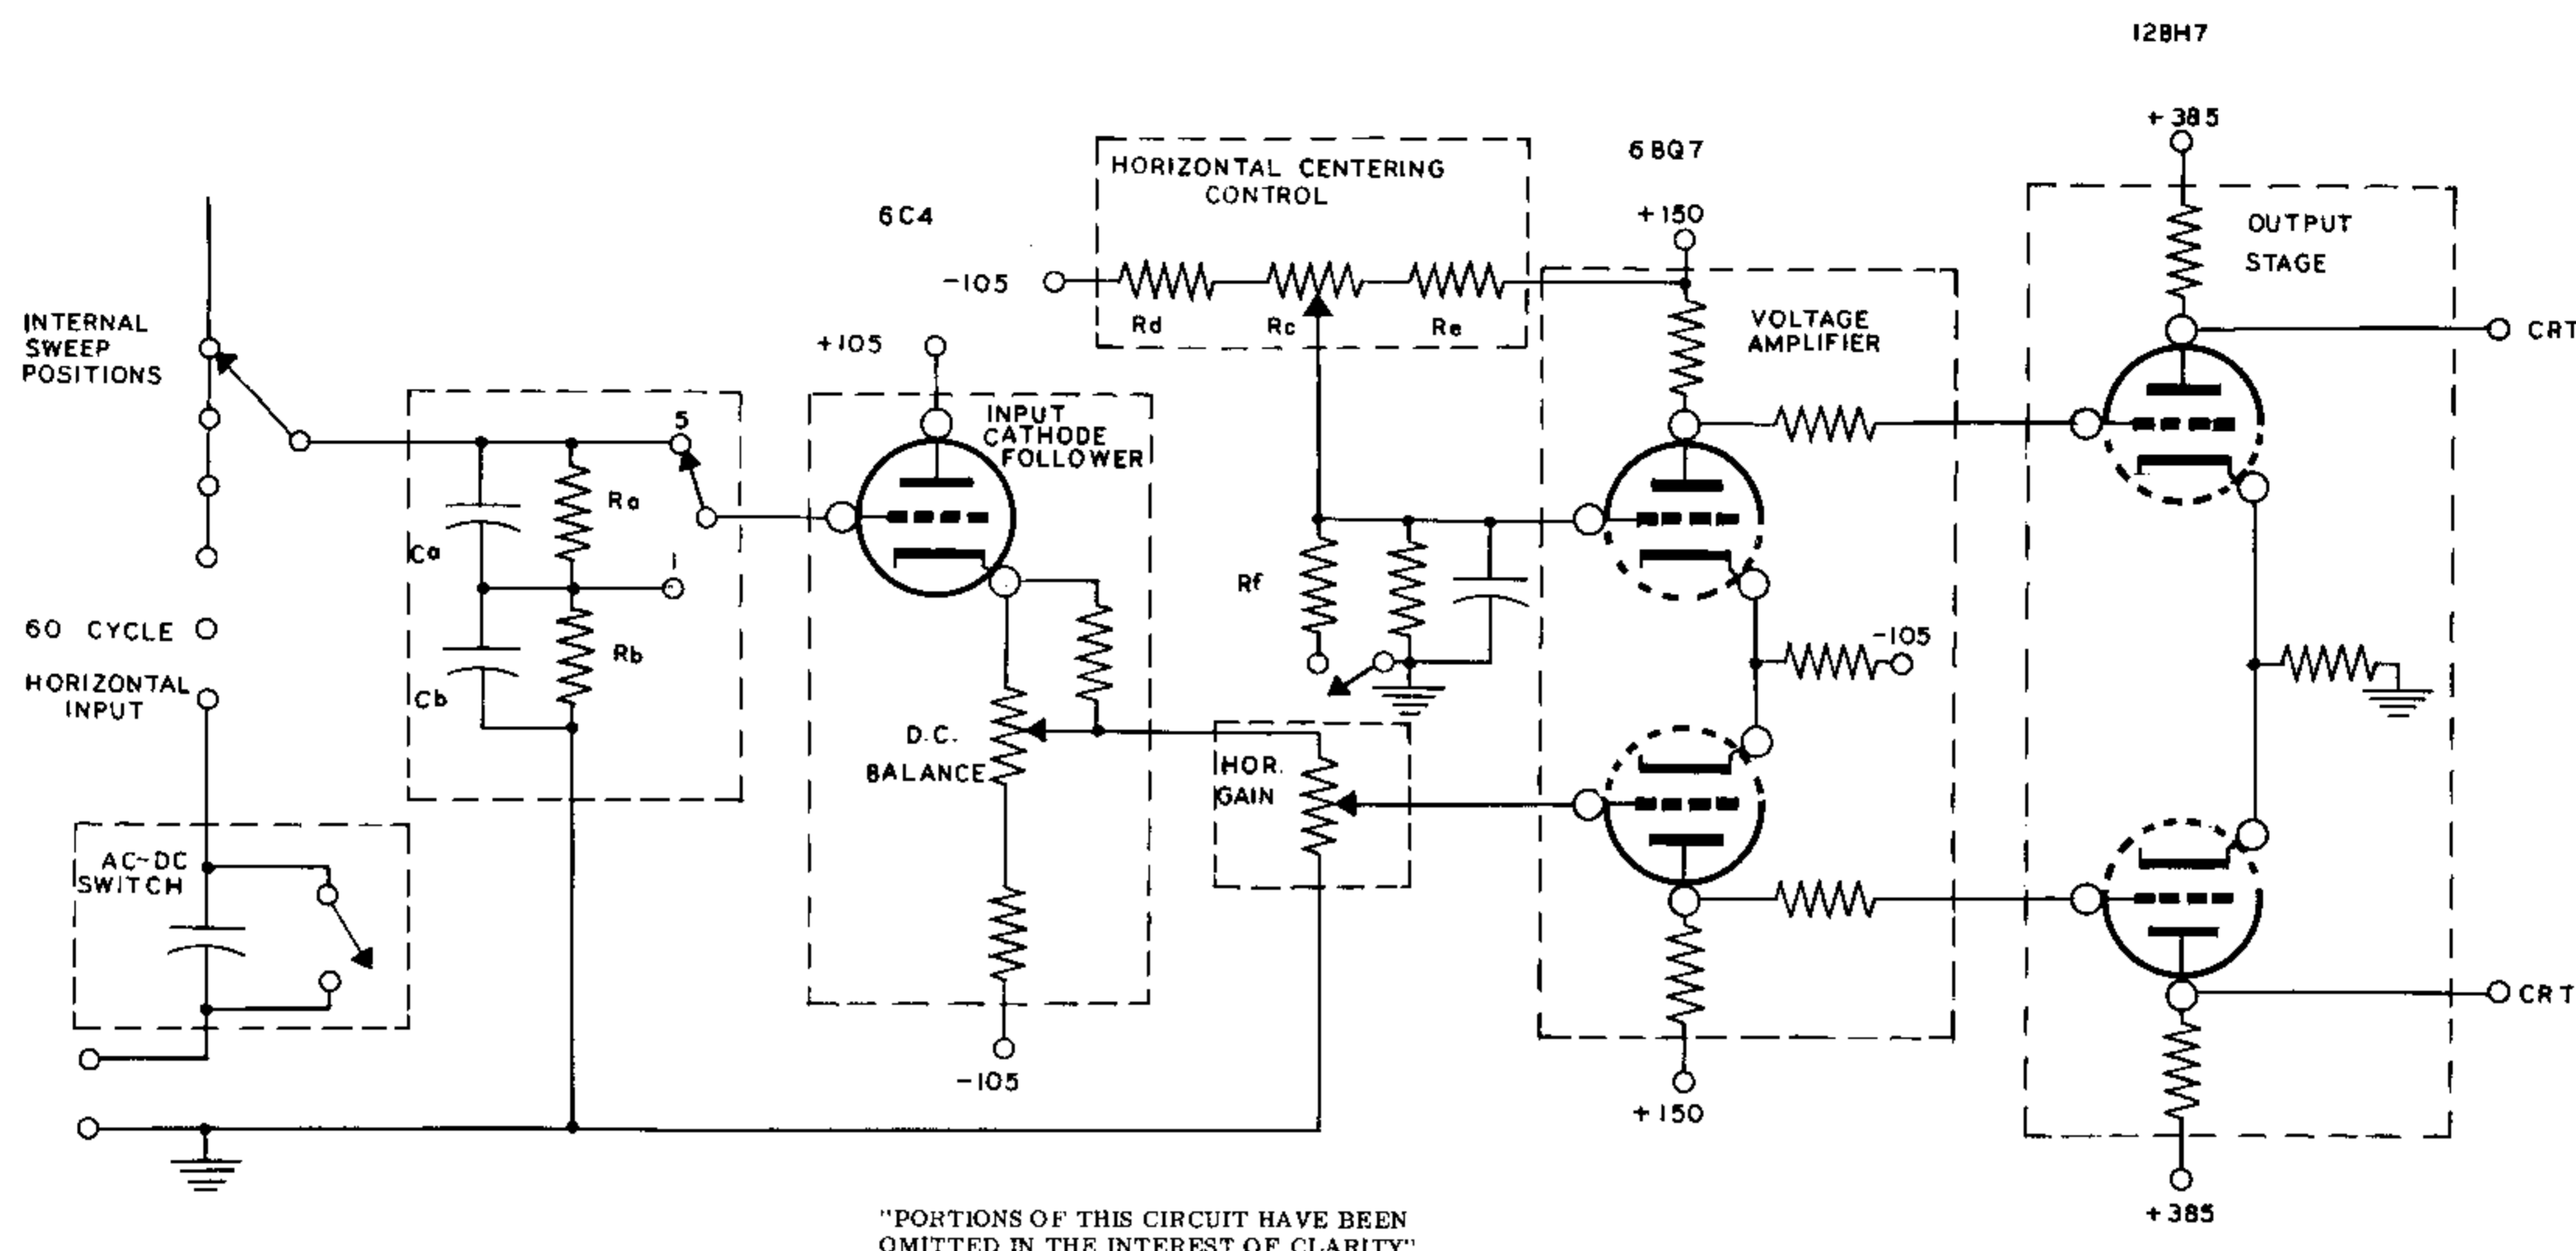 12BH7
+385
HORIZONTAL CENTERING
CONTROL
6BQ7
+150
6C4
-105
Rd
Rc
Re
OUTPUT
STAGE
VOLTAGE
AMPLIFIER
CRT
INTERNAL
SWEEP
POSITIONS
+105
INPUT
CATHODE
FOLLOWER
5
Ra
Ca
1
Rf
60 CYCLE
HORIZONTAL
INPUT
Rb
Cb
-105
D.C.
BALANCE
HOR.
GAIN
AC-DC
SWITCH
-105
+150
CRT
+385
"PORTIONS OF THIS CIRCUIT HAVE BEEN
OMITTED IN THE INTEREST OF CLARITY"